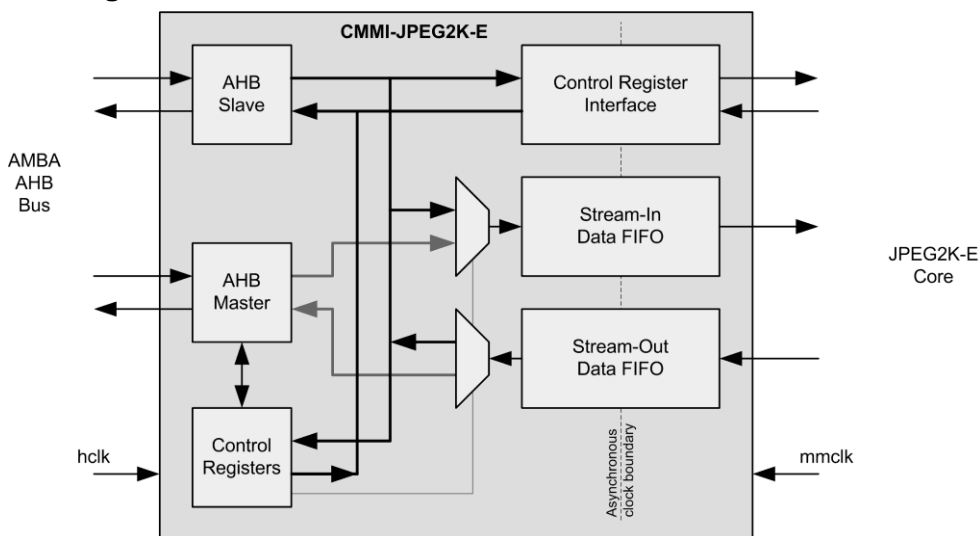 CMMI-JPEG2K-E
AHB
Slave
Control Register
Interface
AMBA
AHB
Bus
Stream-In
Data FIFO
JPEG2K-E
Core
AHB
Master
Stream-Out
Data FIFO
Control
Registers
hclk
mmclk
Asynchronous
clock boundary